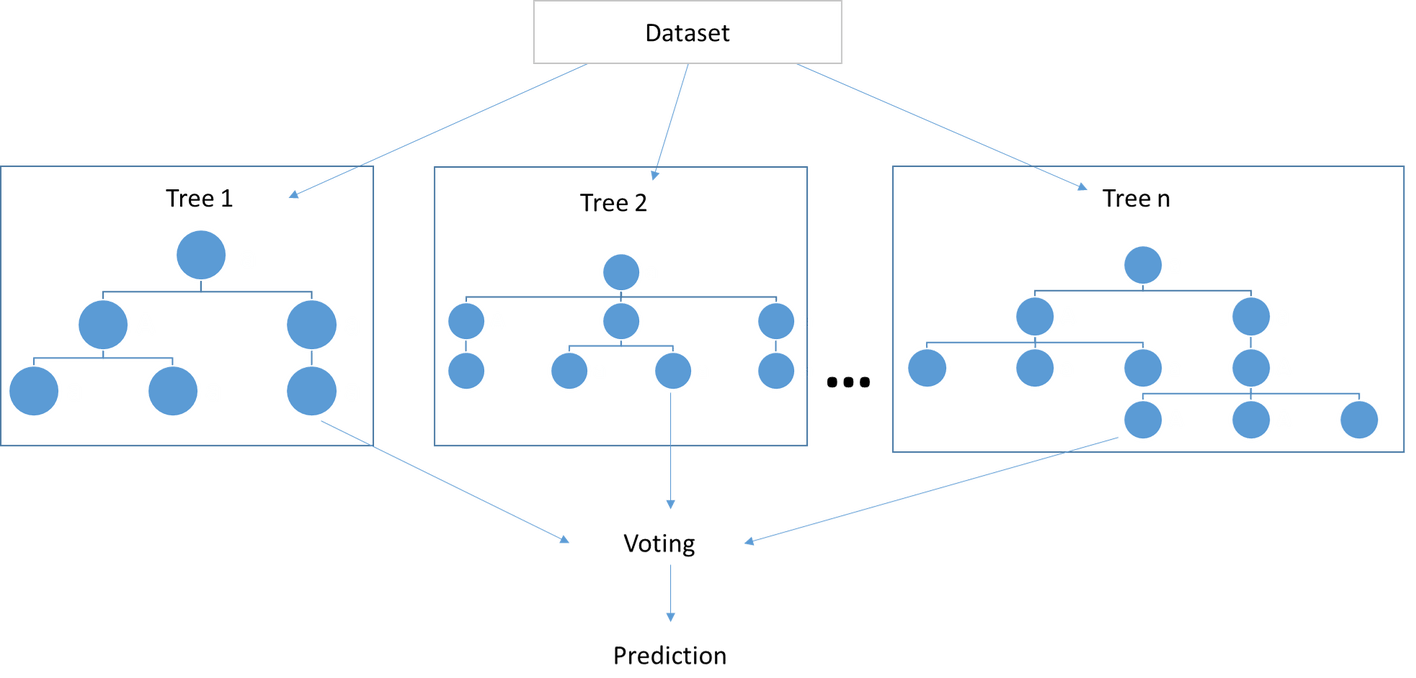 Dataset
Tree 1
Tree 2
Tree n
...
Voting
Prediction